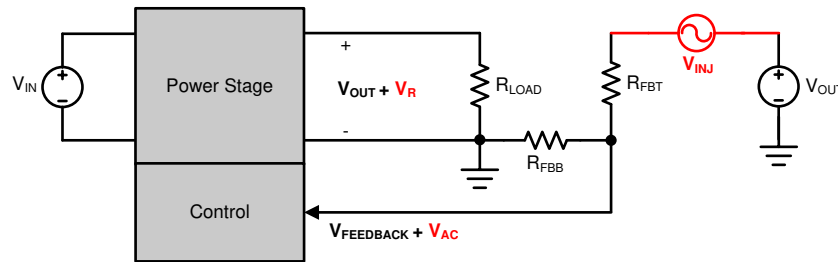 V_IN
+
-
Power Stage
Control
+
V_OUT + V_R
-
R_LOAD
R_FBB
R_FBT
V_INJ
+
-
V_OUT
V_FEEDBACK + V_AC